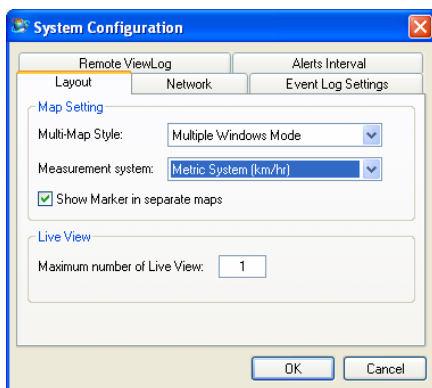 System Configuration
Remote ViewLog
Alerts Interval
Layout
Network
Event Log Settings
Map Setting
Multi-Map Style:
Multiple Windows Mode
Measurement system:
Metric System (km/hr)
Show Marker in separate maps
Live View
Maximum number of Live View:
1
OK
Cancel